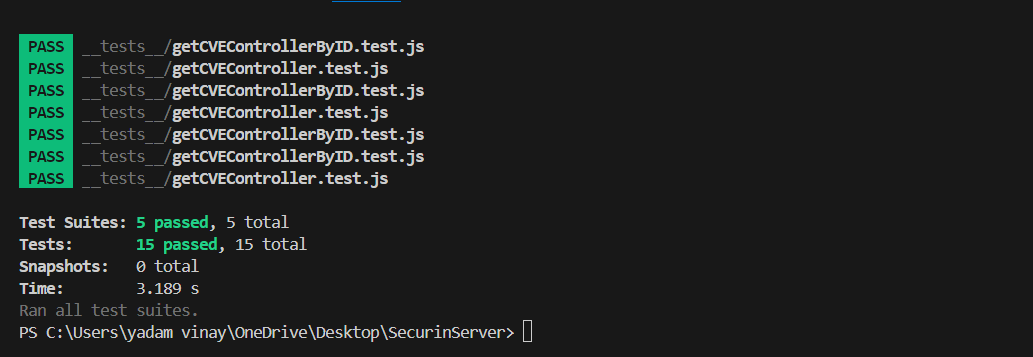 PASS __tests__/getCVEControllerByID.test.js
PASS __tests__/getCVEController.test.js
PASS __tests__/getCVEControllerByID.test.js
PASS __tests__/getCVEController.test.js
PASS __tests__/getCVEControllerByID.test.js
PASS __tests__/getCVEControllerByID.test.js
PASS __tests__/getCVEController.test.js
Test Suites: 5 passed, 5 total
Tests: 15 passed, 15 total
Snapshots: 0 total
Time: 3.189 s
Ran all test suites.
PS C:\Users\yadam vinay\OneDrive\Desktop\SecurinServer>